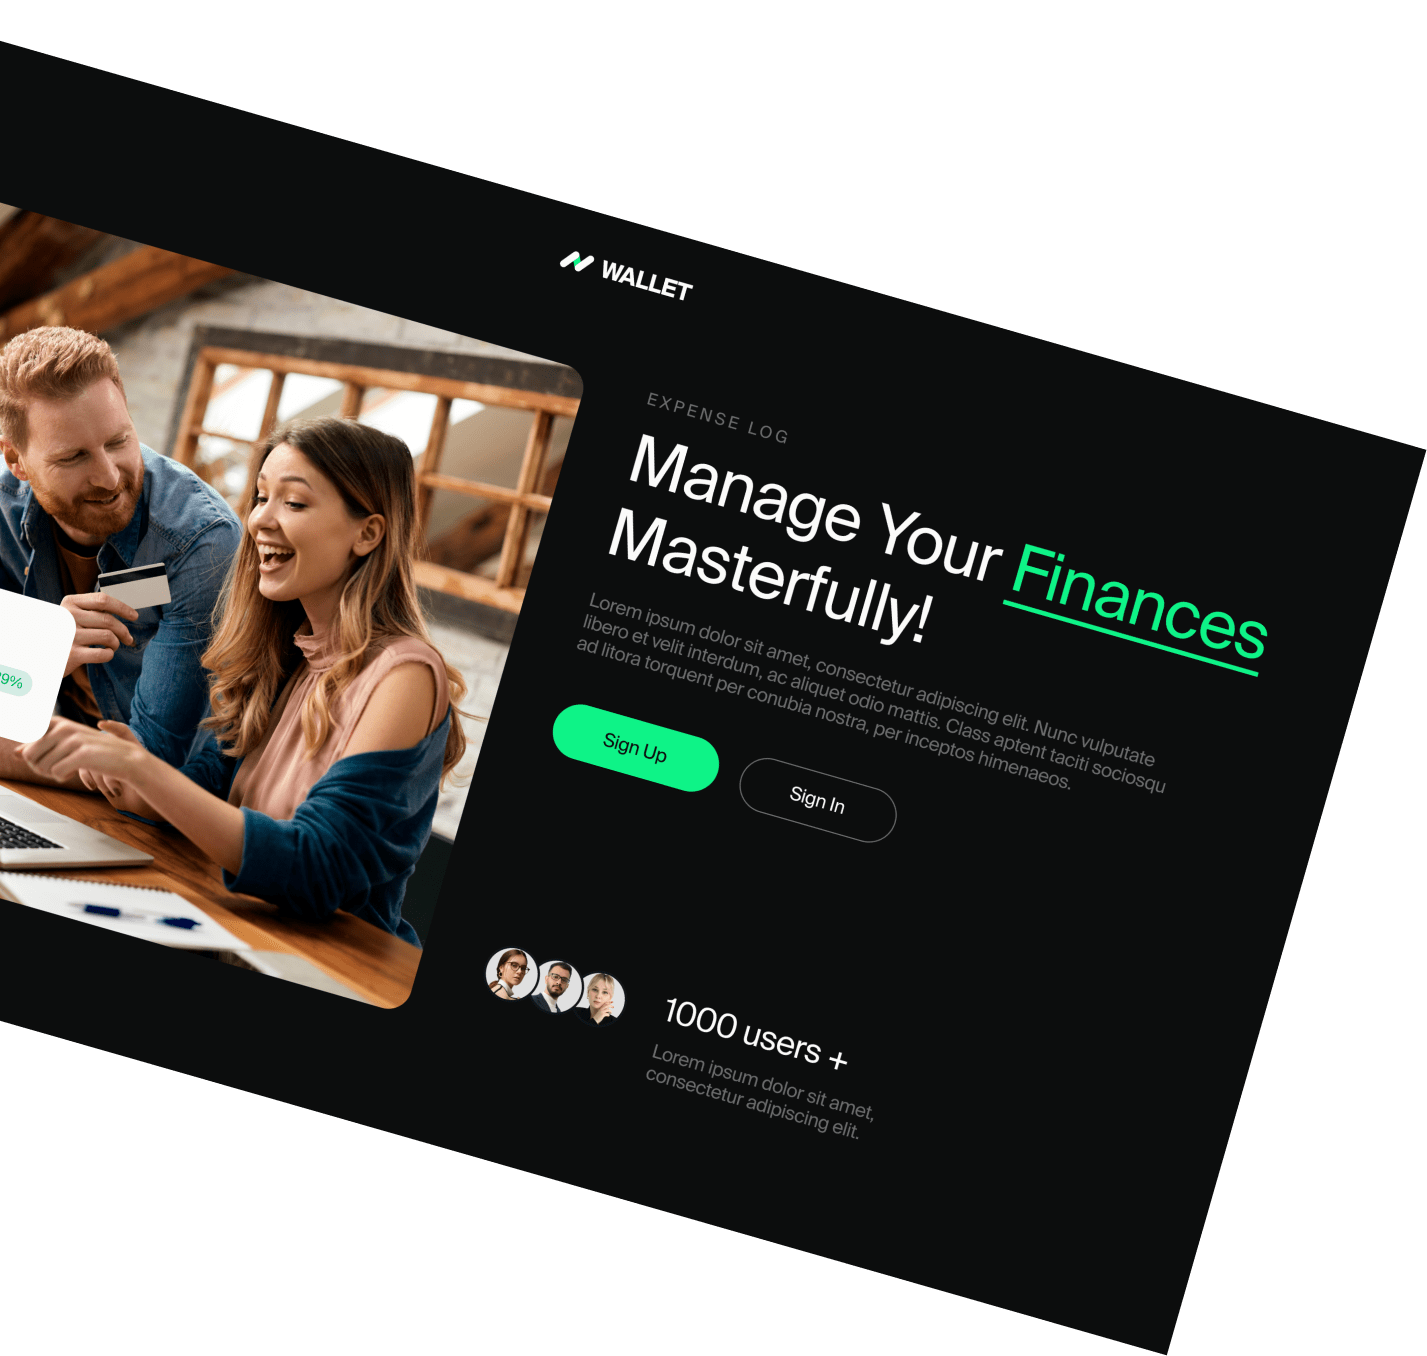 WALLET
EXPENSE LOG
Manage Your Finances
Masterfully!
Lorem ipsum dolor sit amet, consectetur adipiscing elit. Nunc vulputate
libero et velit interdum, ac aliquet odio mattis. Class aptent taciti sociosqu
ad litora torquent per conubia nostra, per inceptos himenaeos.
Sign Up
Sign In
1000 users +
Lorem ipsum dolor sit amet,
consectetur adipiscing elit.